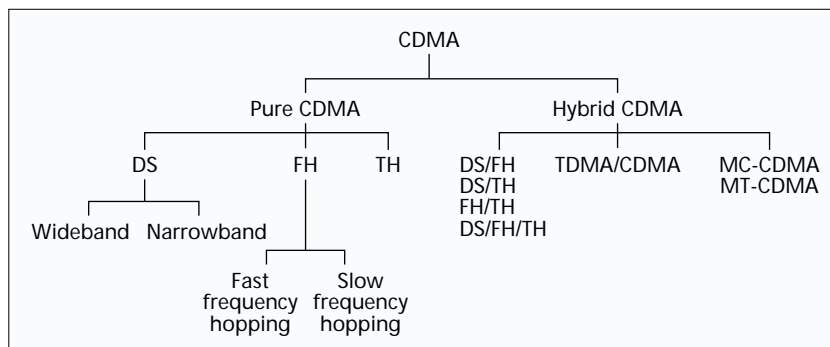 CDMA
Pure CDMA
Hybrid CDMA
DS
FH
TH
DS/FH
DS/TH
FH/TH
DS/FH/TH
TDMA/CDMA
MC-CDMA
MT-CDMA
Wideband
Narrowband
Fast
frequency
hopping
Slow
frequency
hopping